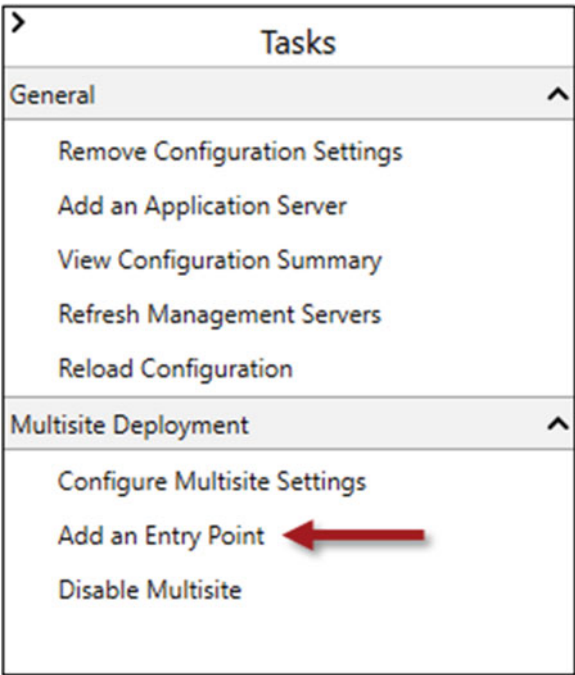 Tasks
General
Remove Configuration Settings
Add an Application Server
View Configuration Summary
Refresh Management Servers
Reload Configuration
Multisite Deployment
Configure Multisite Settings
Add an Entry Point
Disable Multisite